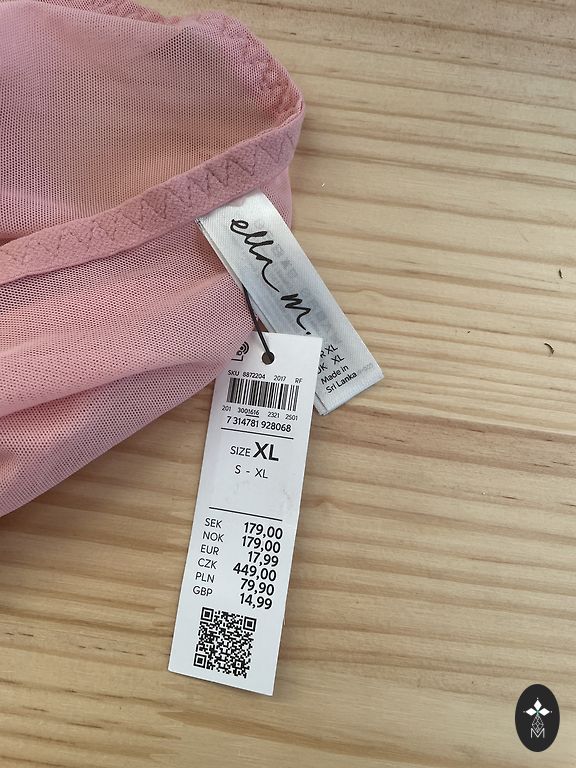 ella m.
R XL
UK XL
Made in
Sri Lanka
SKU 8872204 2017 RF
201 3001616 2321 2501
7 314781 928068
SIZE XL
S - XL
SEK 179,00
NOK 179,00
EUR 17,99
CZK 449,00
PLN 79,90
GBP 14,99
M